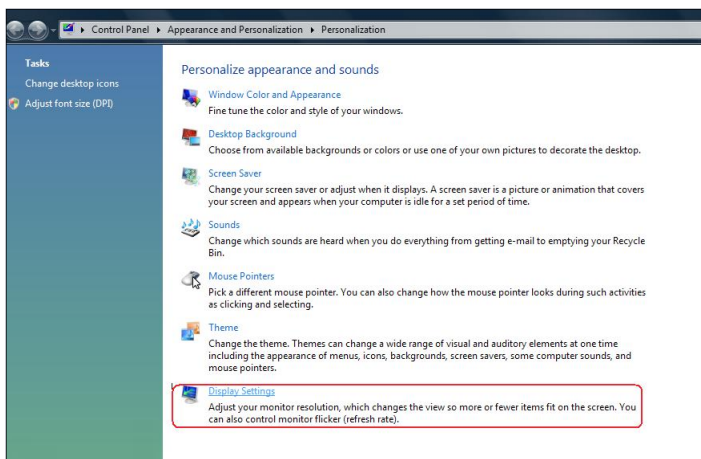 Control Panel ▸ Appearance and Personalization ▸ Personalization
Tasks
Change desktop icons
Adjust font size (DPI)
Personalize appearance and sounds
Window Color and Appearance
Fine tune the color and style of your windows.
Desktop Background
Choose from available backgrounds or colors or use one of your own pictures to decorate the desktop.
Screen Saver
Change your screen saver or adjust when it displays. A screen saver is a picture or animation that covers
your screen and appears when your computer is idle for a set period of time.
Sounds
Change which sounds are heard when you do everything from getting e-mail to emptying your Recycle
Bin.
Mouse Pointers
Pick a different mouse pointer. You can also change how the mouse pointer looks during such activities
as clicking and selecting.
Theme
Change the theme. Themes can change a wide range of visual and auditory elements at one time
including the appearance of menus, icons, backgrounds, screen savers, some computer sounds, and
mouse pointers.
Display Settings
Adjust your monitor resolution, which changes the view so more or fewer items fit on the screen. You
can also control monitor flicker (refresh rate).